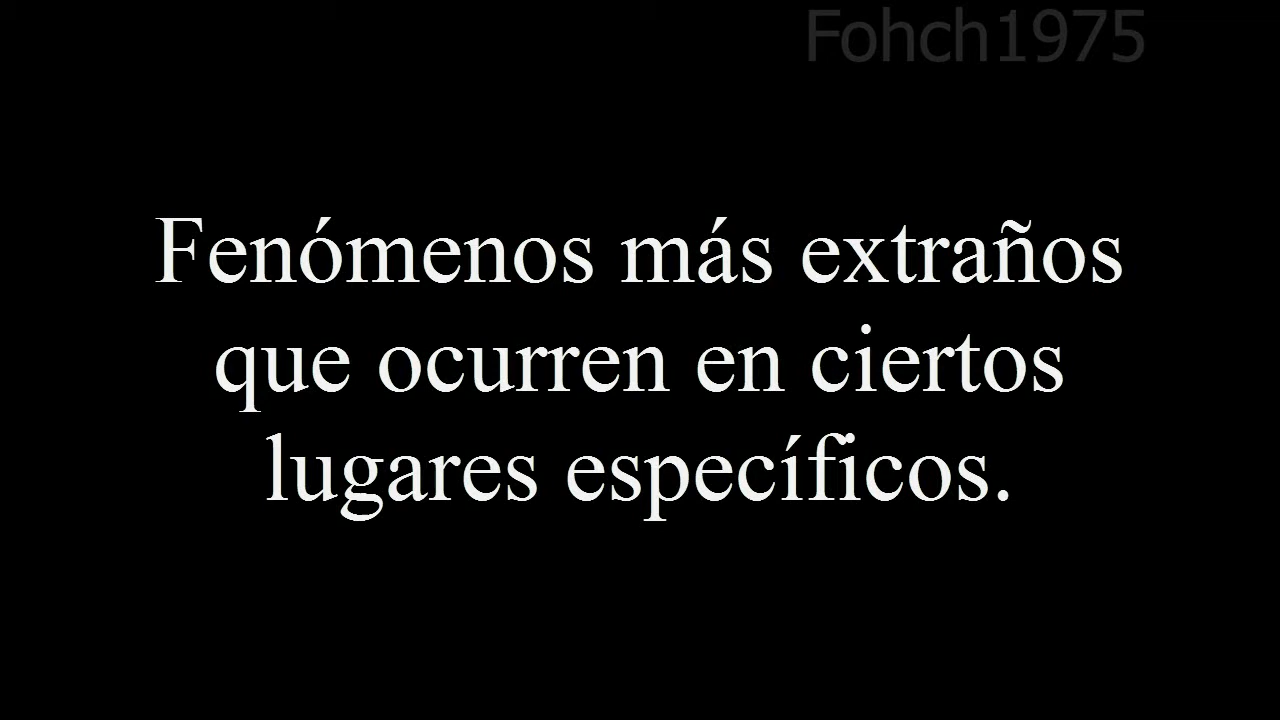 Fohch1975
Fenómenos más extraños
que ocurren en ciertos
lugares específicos.